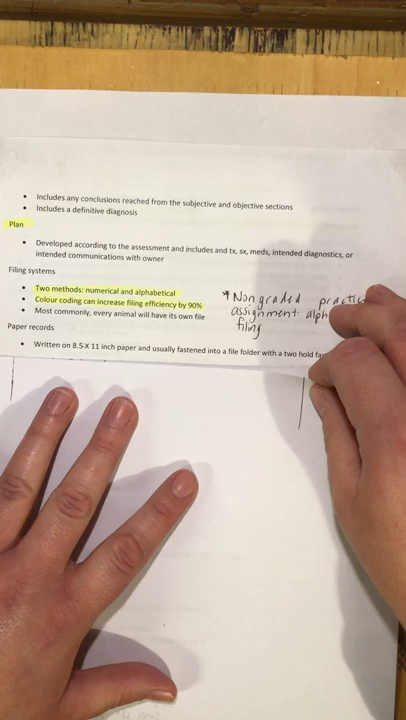 • Includes any conclusions reached from the subjective and objective sections
• Includes a definitive diagnosis
Plan
• Developed according to the assessment and includes and tx, sx, meds, intended diagnostics, or
intended communications with owner
Filing systems
• Two methods: numerical and alphabetical
• Colour coding can increase filing efficiency by 90%
• Most commonly, every animal will have its own file
* Non graded
assignment
filing
Paper records
• Written on 8.5 X 11 inch paper and usually fastened into a file folder with a two hold